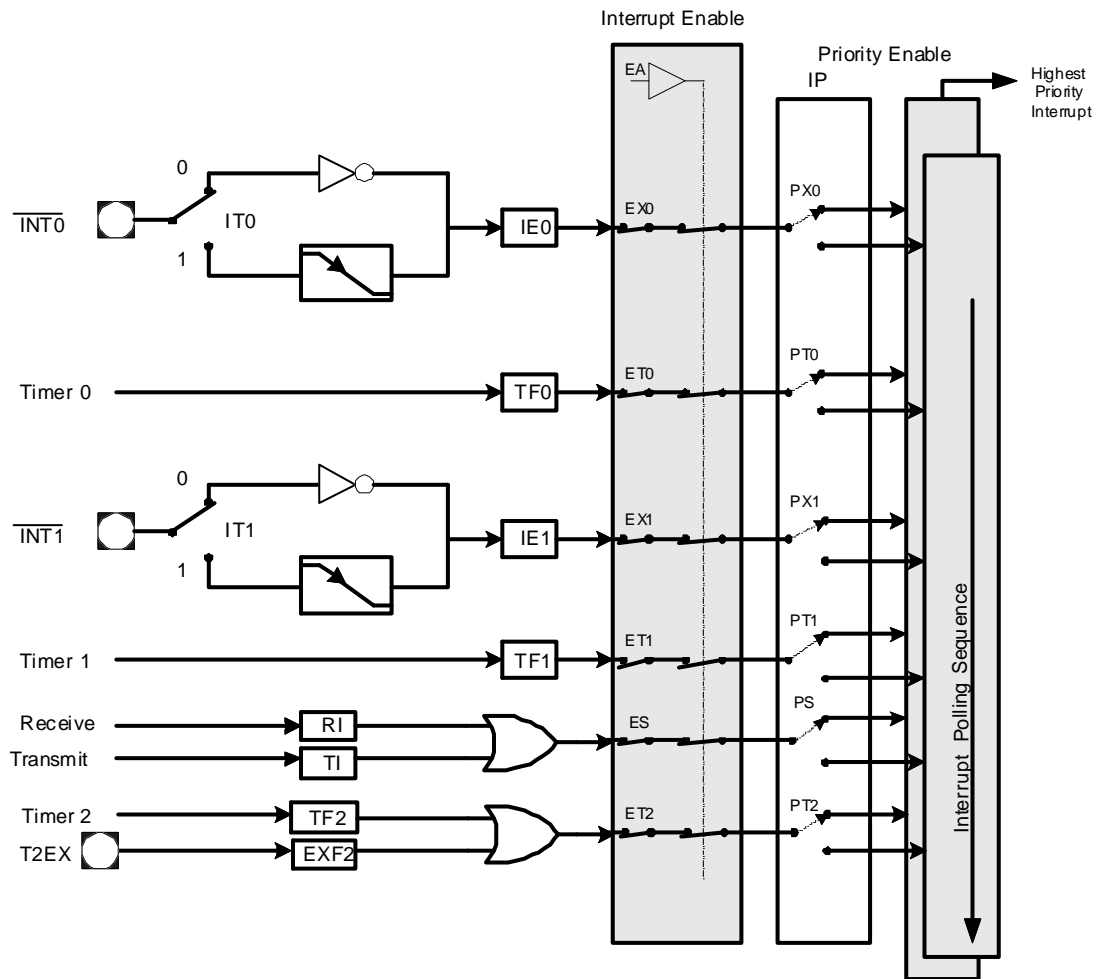 Interrupt Enable
Priority Enable
IP
Highest
Priority
Interrupt
EA
0
INT0
IT0
1
IE0
EX0
PX0
Timer 0
TF0
ET0
PT0
0
INT1
IT1
1
IE1
EX1
PX1
Timer 1
TF1
ET1
PT1
Receive
RI
Transmit
TI
ES
PS
Timer 2
TF2
T2EX
EXF2
ET2
PT2
Interrupt Polling Sequence